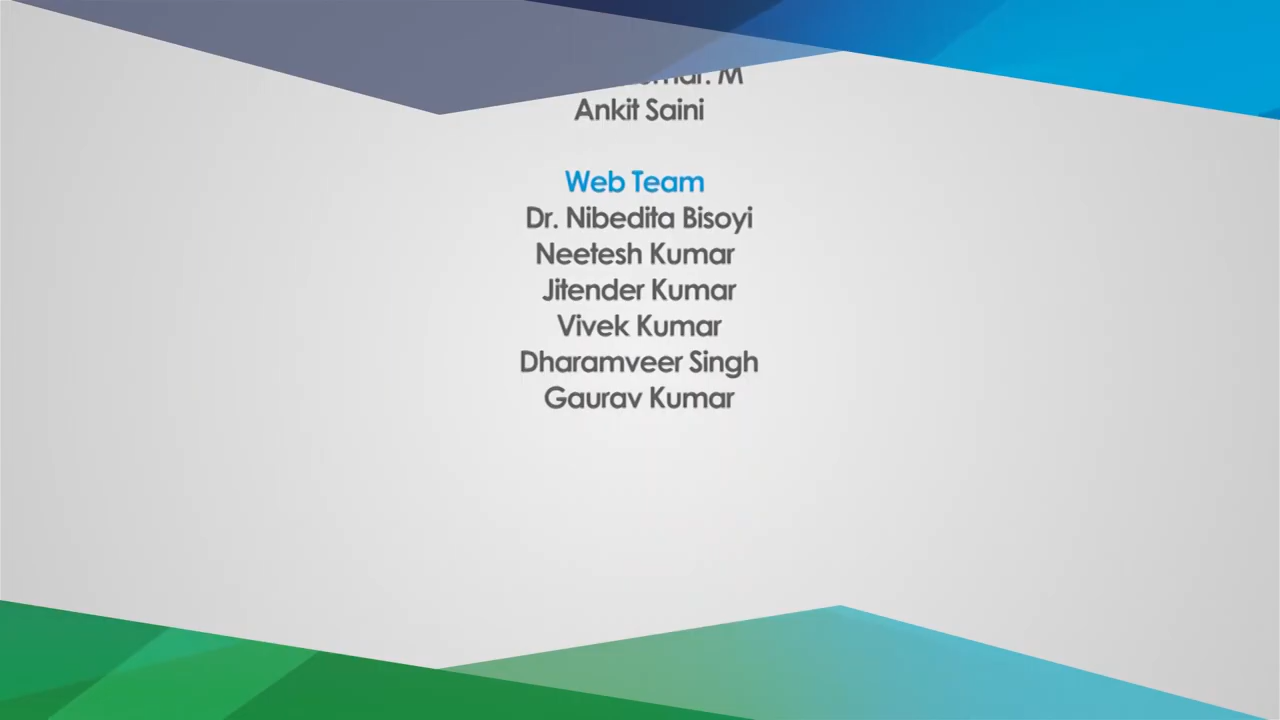 M
Ankit Saini
Web Team
Dr. Nibedita Bisoyi
Neetesh Kumar
Jitender Kumar
Vivek Kumar
Dharamveer Singh
Gaurav Kumar